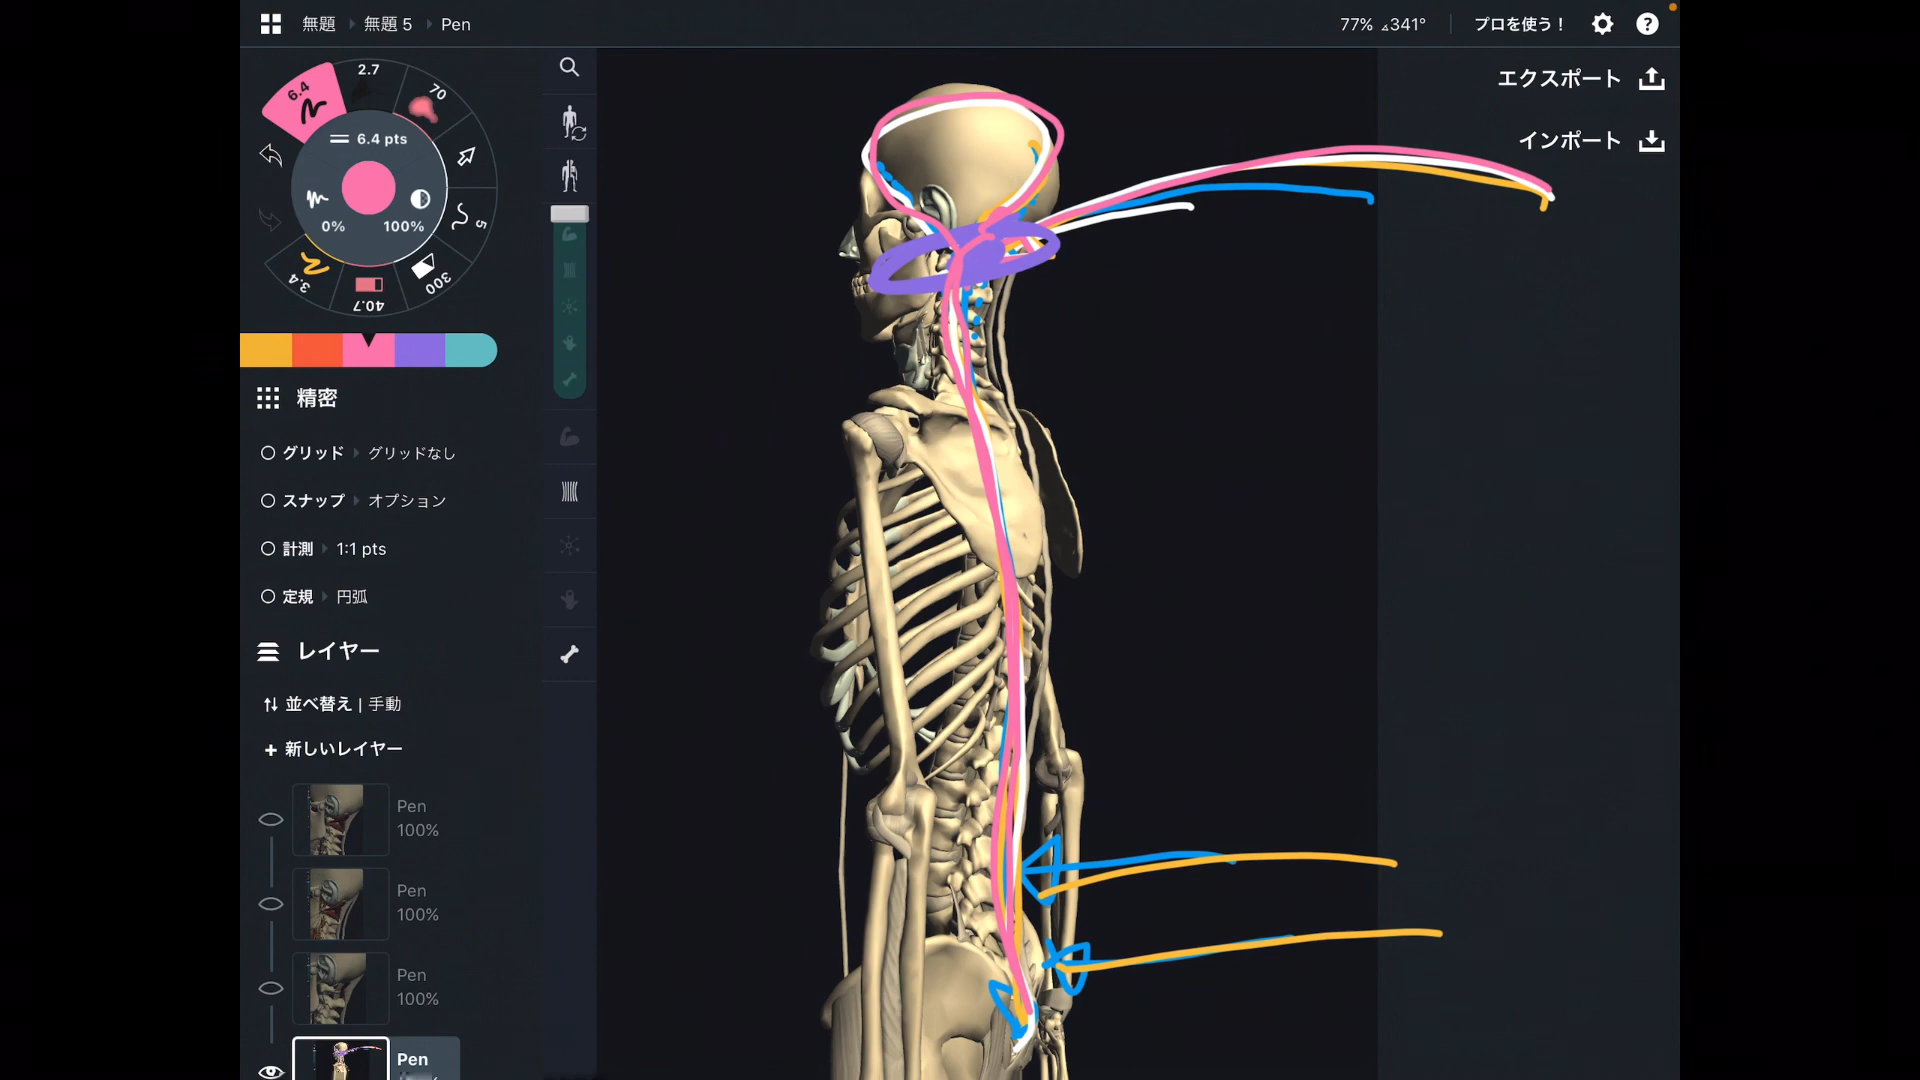 無題 無題 5 Pen
77% ⊿341° プロを使う！
エクスポート
インポート
2.7
6.4
70
6.4 pts
0% 100%
5
300
40.7
3.4
精密
グリッド グリッドなし
スナップ オプション
計測 1:1 pts
定規 円弧
レイヤー
並べ替え | 手動
+ 新しいレイヤー
Pen
100%
Pen
100%
Pen
100%
Pen